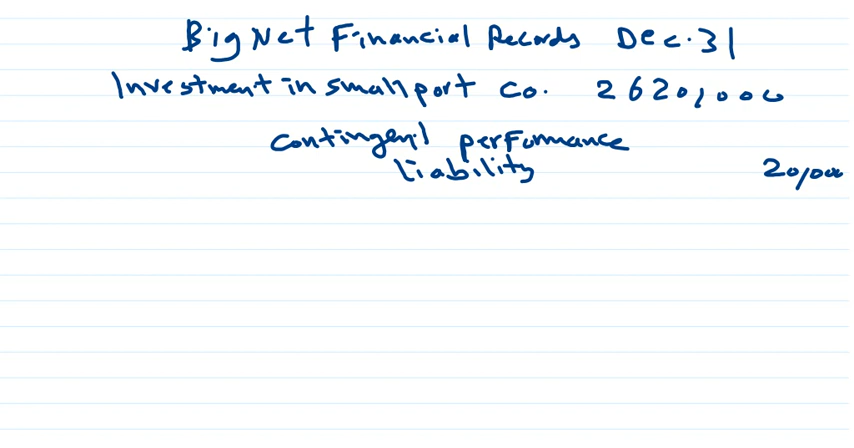 BigNet Financial Records Dec. 31
Investment in smallport Co. 2620,000
contingent performance
liability 20,000